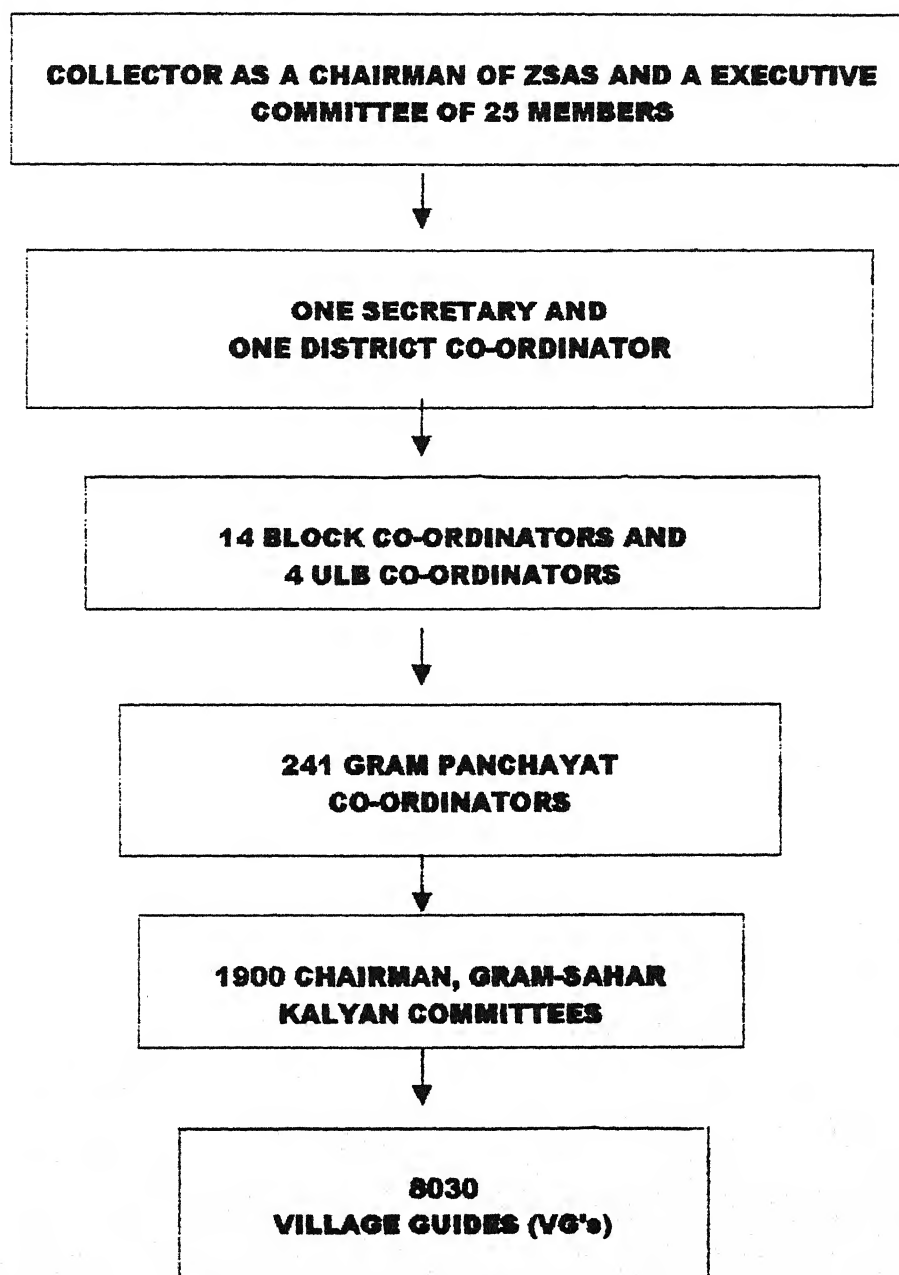 COLLECTOR AS A CHAIRMAN OF ZSAS AND A EXECUTIVE
COMMITTEE OF 25 MEMBERS
ONE SECRETARY AND
ONE DISTRICT CO-ORDINATOR
14 BLOCK CO-ORDINATORS AND
4 ULB CO-ORDINATORS
241 GRAM PANCHAYAT
CO-ORDINATORS
1900 CHAIRMAN, GRAM-SAHAR
KALYAN COMMITTEES
8030
VILLAGE GUIDES (VG's)